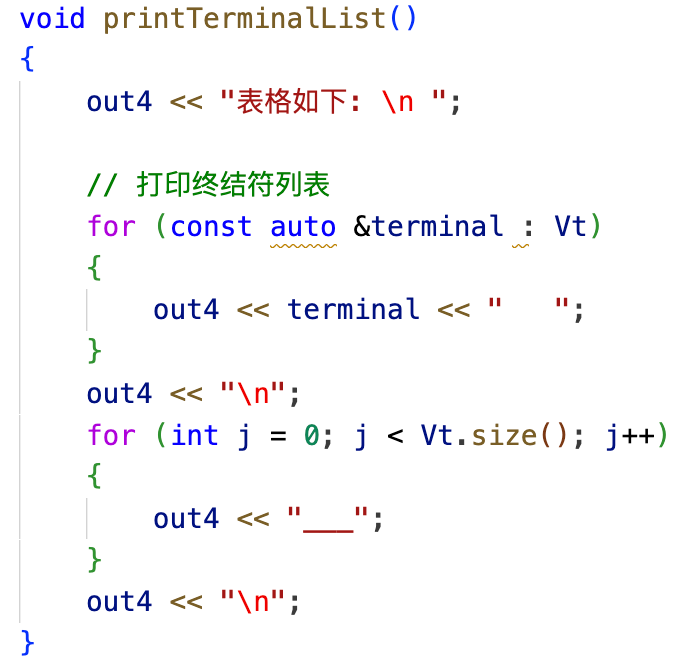 void printTerminalList()
{
    out4 << "表格如下: \n ";

    // 打印终结符列表
    for (const auto &terminal : Vt)
    {
        out4 << terminal << "   ";
    }
    out4 << "\n";
    for (int j = 0; j < Vt.size(); j++)
    {
        out4 << "___";
    }
    out4 << "\n";
}